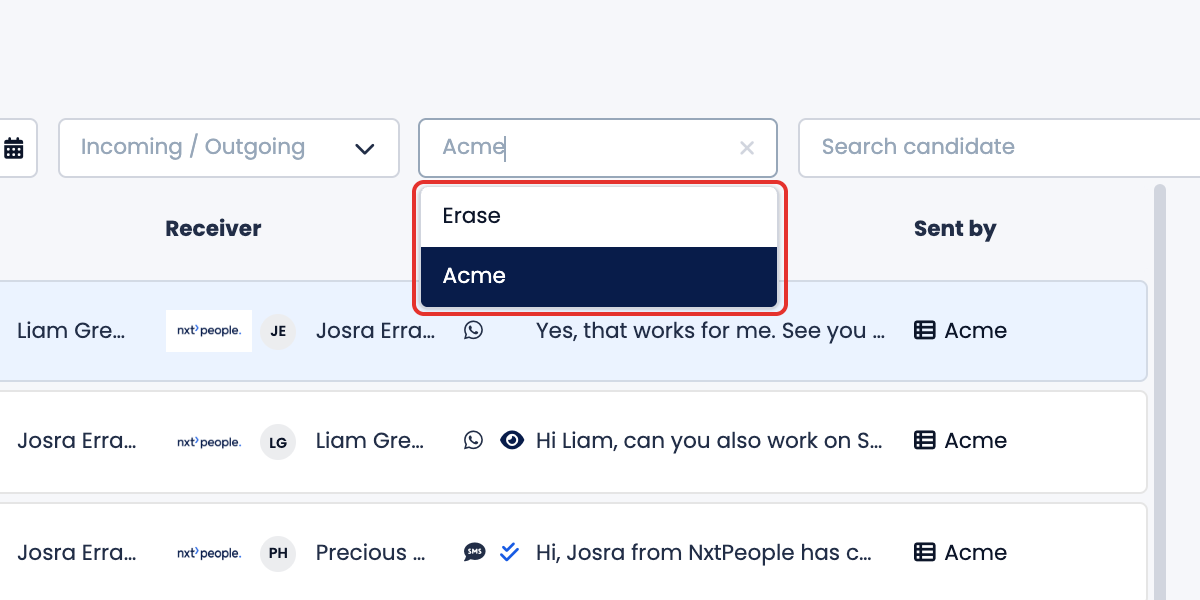 Incoming / Outgoing
Acme
Search candidate
Erase
Acme
Receiver
Sent by
Liam Gre... nxt people. JE Josra Erra... Yes, that works for me. See you ... Acme
Josra Erra... nxt people. LG Liam Gre... Hi Liam, can you also work on S... Acme
Josra Erra... nxt people. PH Precious ... SMS Hi, Josra from NxtPeople has c... Acme